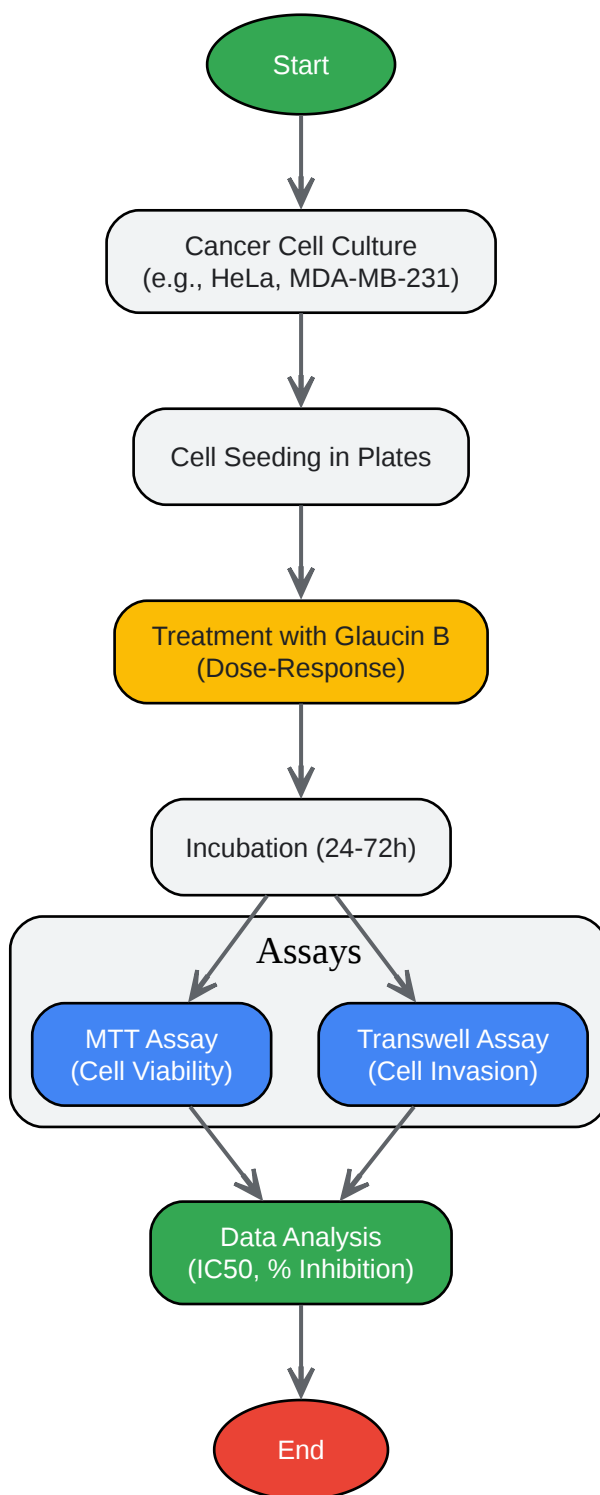 Start
Cancer Cell Culture
(e.g., HeLa, MDA-MB-231)
Cell Seeding in Plates
Treatment with Glaucin B
(Dose-Response)
Incubation (24-72h)
Assays
MTT Assay
(Cell Viability)
Transwell Assay
(Cell Invasion)
Data Analysis
(IC50, % Inhibition)
End